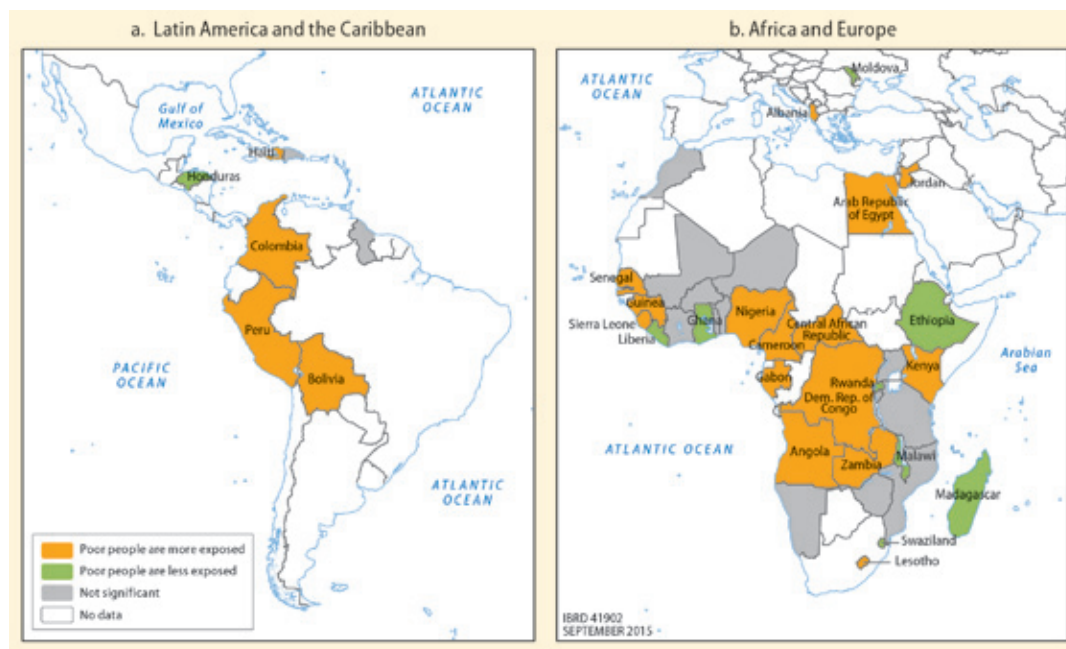 a. Latin America and the Caribbean
ATLANTIC
OCEAN
Gulf of
Mexico
Haiti
Honduras
Colombia
Peru
PACIFIC
OCEAN
Bolivia
ATLANTIC
OCEAN
Poor people are more exposed
Poor people are less exposed
Not significant
No data
b. Africa and Europe
ATLANTIC
OCEAN
Moldova
Albania
Jordan
Arab Republic
of Egypt
Senegal
Guinea
Sierra Leone
Liberia
Ghana
Nigeria
Central African
Republic
Cameroon
Ethiopia
Gabon
Kenya
Arabian
Sea
Rwanda
Dem. Rep. of
Congo
ATLANTIC OCEAN
Angola
Zambia
Malawi
Madagascar
Swaziland
Lesotho
IBRD 41902
SEPTEMBER 2015